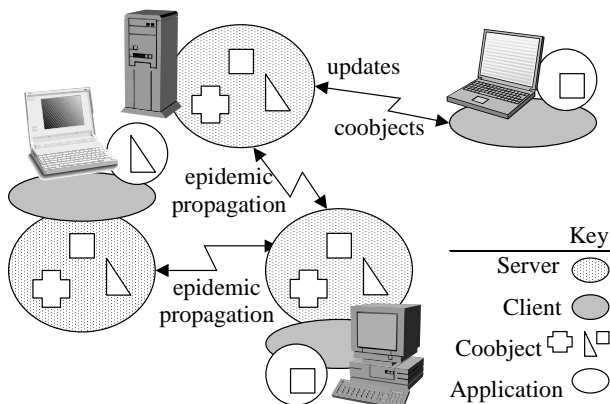 updates
coobjects
epidemic
propagation
epidemic
propagation
Key
Server
Client
Coobject
Application